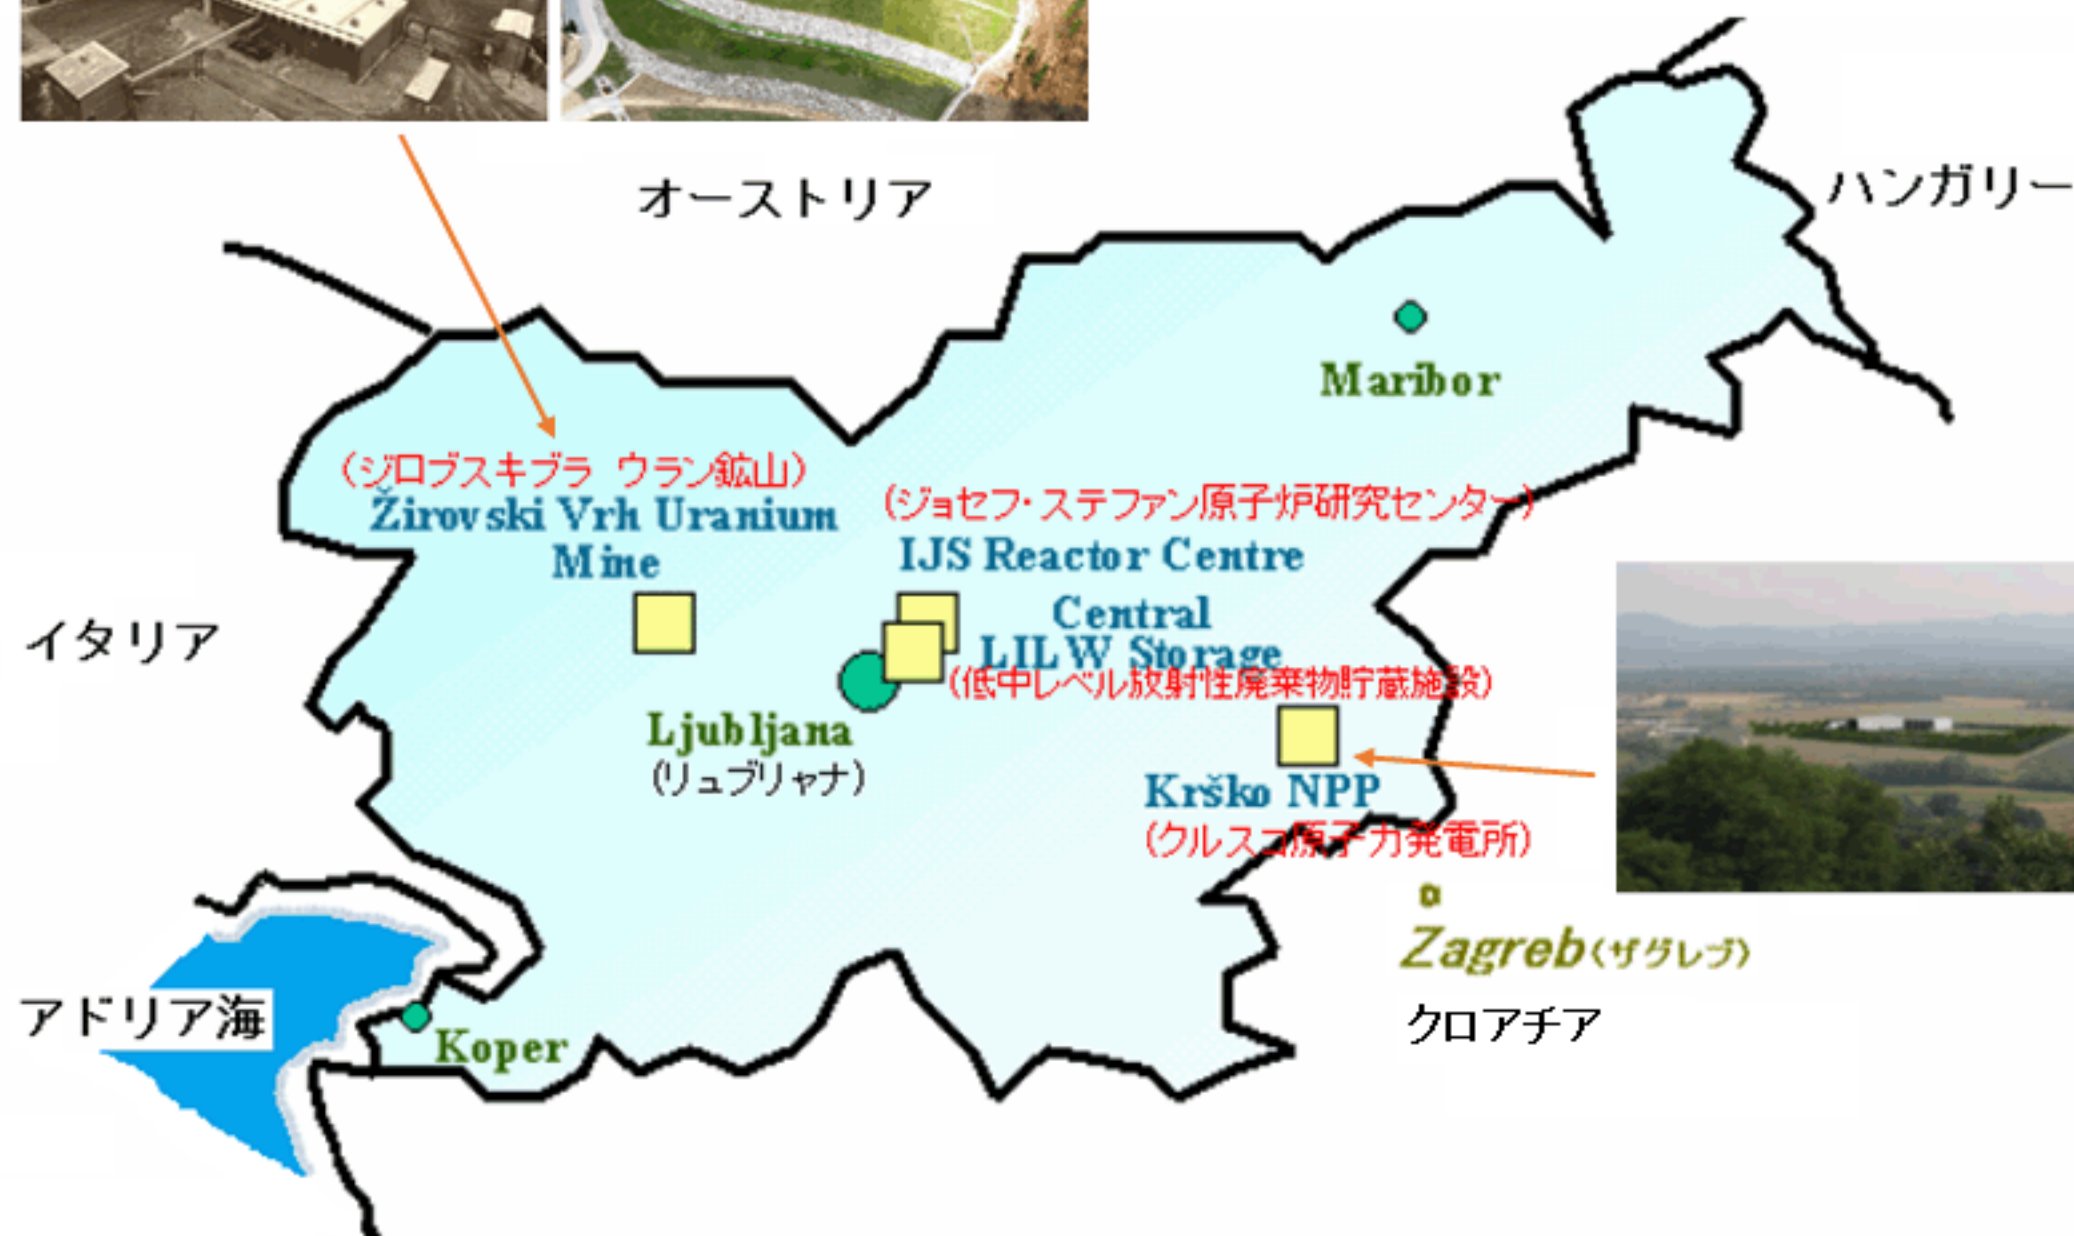 オーストリア
ハンガリー
Maribor
(ジロブスキブラ ウラン鉱山)
Žirovski Vrh Uranium
Mine
(ジョセフ・ステファン原子炉研究センター)
IJS Reactor Centre
Central
LILW Storage
(低中レベル放射性廃棄物貯蔵施設)
イタリア
Ljubljana
(リュブリャナ)
Krško NPP
(クルスコ原子力発電所)
Zagreb(ザグレブ)
クロアチア
アドリア海
Koper